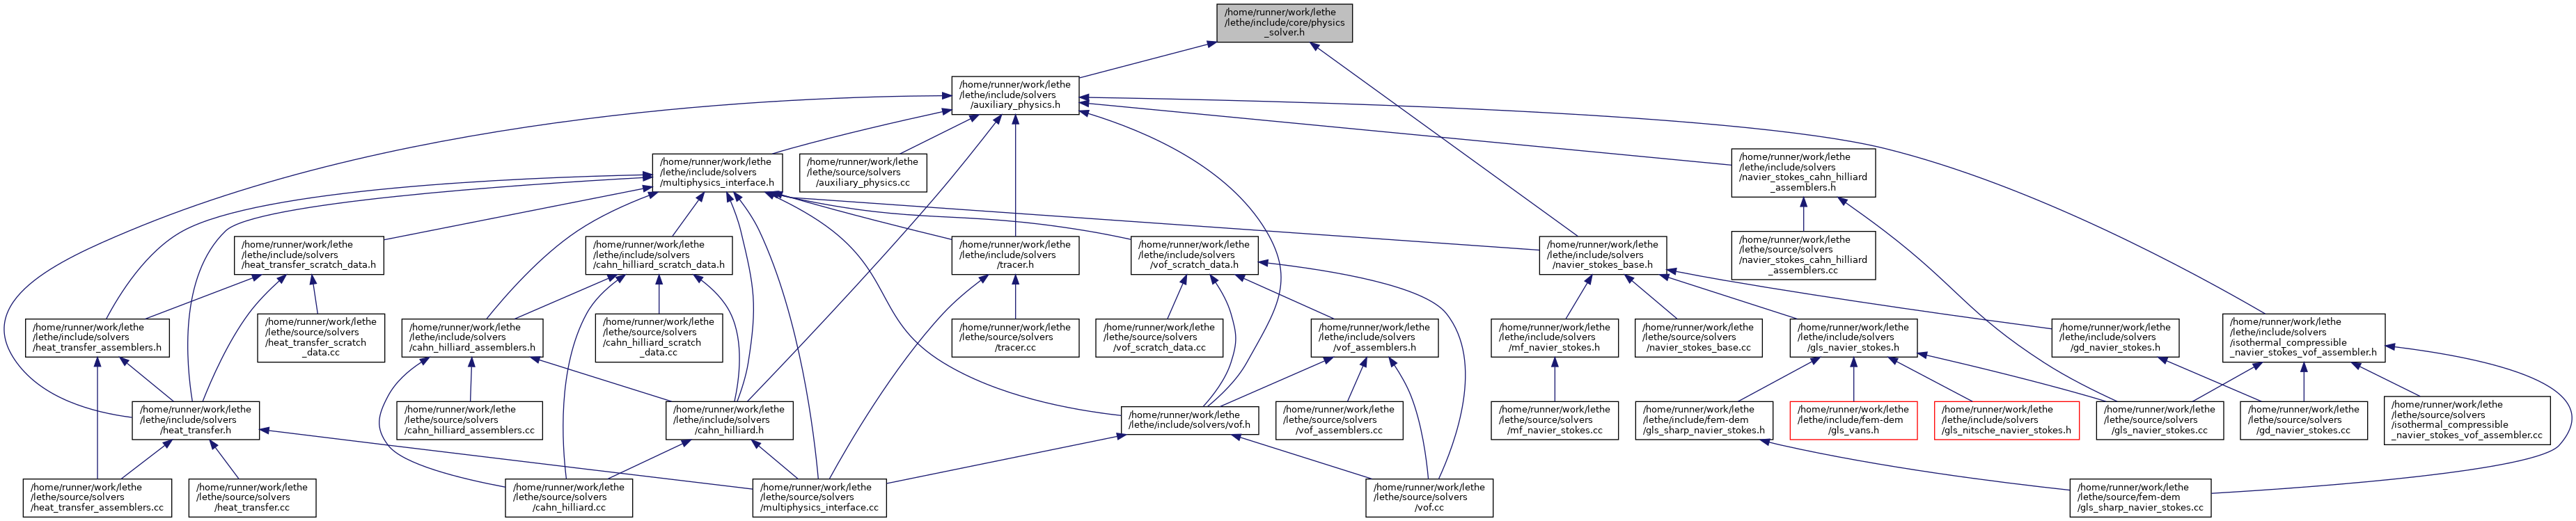 /home/runner/work/lethe
/lethe/include/core/physics
_solver.h
/home/runner/work/lethe
/lethe/include/solvers
/auxiliary_physics.h
/home/runner/work/lethe
/lethe/include/solvers
/multiphysics_interface.h
/home/runner/work/lethe
/lethe/source/solvers
/auxiliary_physics.cc
/home/runner/work/lethe
/lethe/include/solvers
/navier_stokes_cahn_hilliard
_assemblers.h
/home/runner/work/lethe
/lethe/include/solvers
/heat_transfer_scratch_data.h
/home/runner/work/lethe
/lethe/include/solvers
/cahn_hilliard_scratch_data.h
/home/runner/work/lethe
/lethe/include/solvers
/tracer.h
/home/runner/work/lethe
/lethe/include/solvers
/vof_scratch_data.h
/home/runner/work/lethe
/lethe/include/solvers
/navier_stokes_base.h
/home/runner/work/lethe
/lethe/source/solvers
/navier_stokes_cahn_hilliard
_assemblers.cc
/home/runner/work/lethe
/lethe/include/solvers
/heat_transfer_assemblers.h
/home/runner/work/lethe
/lethe/source/solvers
/heat_transfer_scratch
_data.cc
/home/runner/work/lethe
/lethe/include/solvers
/cahn_hilliard_assemblers.h
/home/runner/work/lethe
/lethe/source/solvers
/cahn_hilliard_scratch
_data.cc
/home/runner/work/lethe
/lethe/source/solvers
/tracer.cc
/home/runner/work/lethe
/lethe/source/solvers
/vof_scratch_data.cc
/home/runner/work/lethe
/lethe/include/solvers
/vof_assemblers.h
/home/runner/work/lethe
/lethe/include/solvers
/mf_navier_stokes.h
/home/runner/work/lethe
/lethe/source/solvers
/navier_stokes_base.cc
/home/runner/work/lethe
/lethe/include/solvers
/gls_navier_stokes.h
/home/runner/work/lethe
/lethe/include/solvers
/gd_navier_stokes.h
/home/runner/work/lethe
/lethe/include/solvers
/isothermal_compressible
_navier_stokes_vof_assembler.h
/home/runner/work/lethe
/lethe/include/solvers
/heat_transfer.h
/home/runner/work/lethe
/lethe/source/solvers
/cahn_hilliard_assemblers.cc
/home/runner/work/lethe
/lethe/include/solvers
/cahn_hilliard.h
/home/runner/work/lethe
/lethe/include/solvers/vof.h
/home/runner/work/lethe
/lethe/source/solvers
/vof_assemblers.cc
/home/runner/work/lethe
/lethe/source/solvers
/mf_navier_stokes.cc
/home/runner/work/lethe
/lethe/include/fem-dem
/gls_sharp_navier_stokes.h
/home/runner/work/lethe
/lethe/include/fem-dem
/gls_vans.h
/home/runner/work/lethe
/lethe/include/solvers
/gls_nitsche_navier_stokes.h
/home/runner/work/lethe
/lethe/source/solvers
/gls_navier_stokes.cc
/home/runner/work/lethe
/lethe/source/solvers
/gd_navier_stokes.cc
/home/runner/work/lethe
/lethe/source/solvers
/isothermal_compressible
_navier_stokes_vof_assembler.cc
/home/runner/work/lethe
/lethe/source/solvers
/heat_transfer_assemblers.cc
/home/runner/work/lethe
/lethe/source/solvers
/heat_transfer.cc
/home/runner/work/lethe
/lethe/source/solvers
/cahn_hilliard.cc
/home/runner/work/lethe
/lethe/source/solvers
/multiphysics_interface.cc
/home/runner/work/lethe
/lethe/source/solvers
/vof.cc
/home/runner/work/lethe
/lethe/source/fem-dem
/gls_sharp_navier_stokes.cc